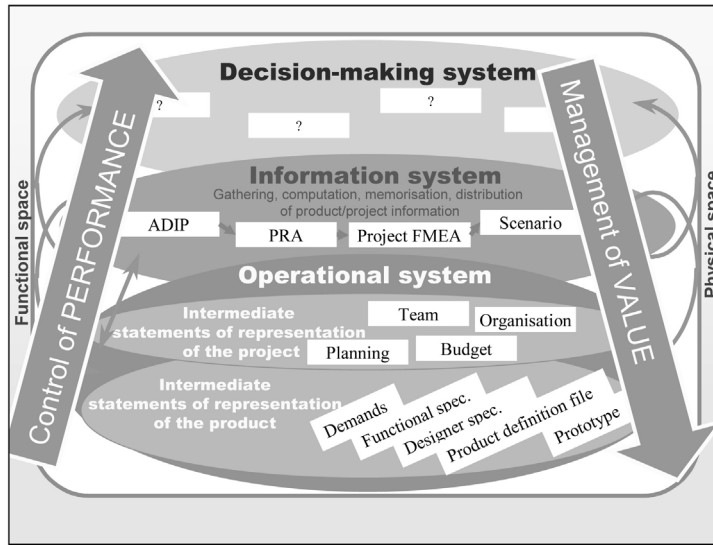 Decision-making system
?
?
?
Information system
Gathering, computation, memorisation, distribution
of product/project information
ADIP
PRA
Project FMEA
Scenario
Operational system
Intermediate
statements of representation
of the project
Team
Organisation
Planning
Budget
Intermediate
statements of representation
of the product
Demands
Functional spec.
Designer spec.
Product definition file
Prototype
Functional space
Control of PERFORMANCE
Management of VALUE
Physical space